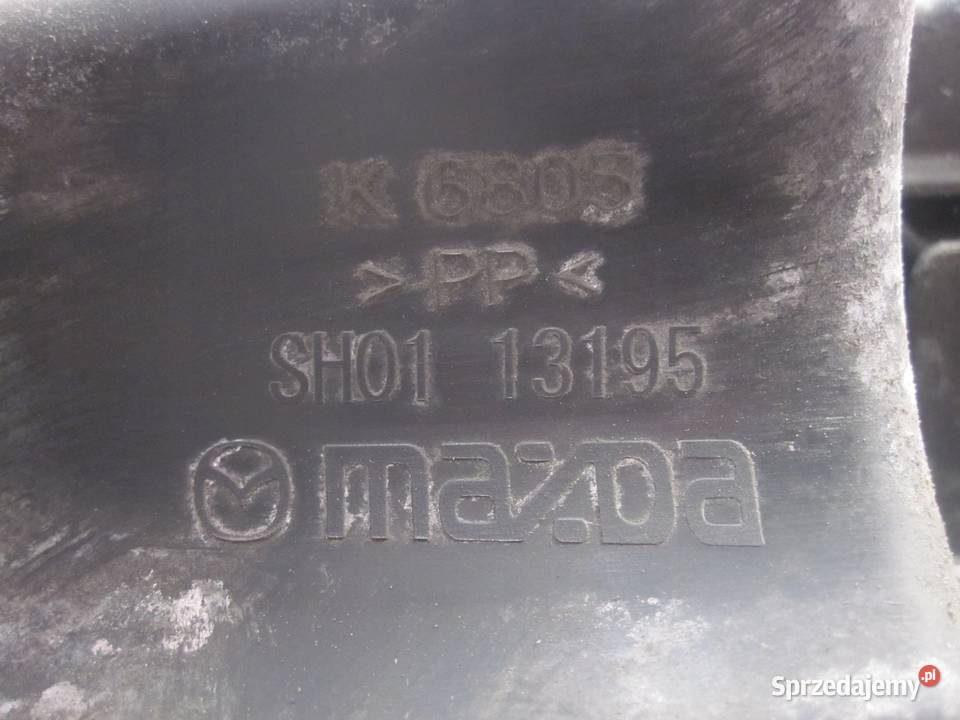 K 6805
>PP<
SH01 13195
mazda
Sprzedajemy.pl